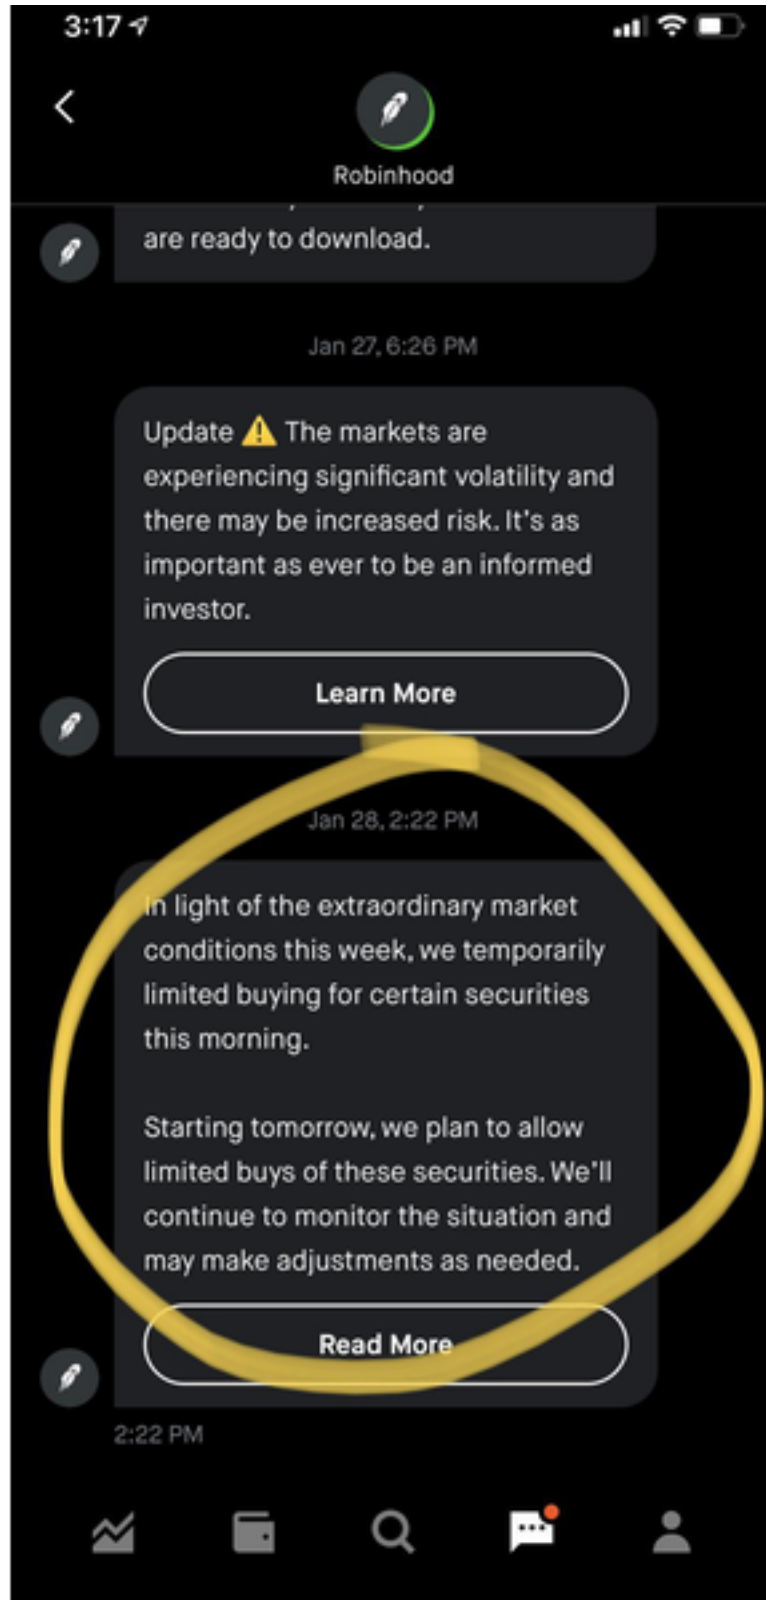 3:17
Robinhood
are ready to download.
Jan 27, 6:26 PM
Update ⚠️ The markets are
experiencing significant volatility and
there may be increased risk. It's as
important as ever to be an informed
investor.
Learn More
Jan 28, 2:22 PM
In light of the extraordinary market
conditions this week, we temporarily
limited buying for certain securities
this morning.
Starting tomorrow, we plan to allow
limited buys of these securities. We'll
continue to monitor the situation and
may make adjustments as needed.
Read More
2:22 PM